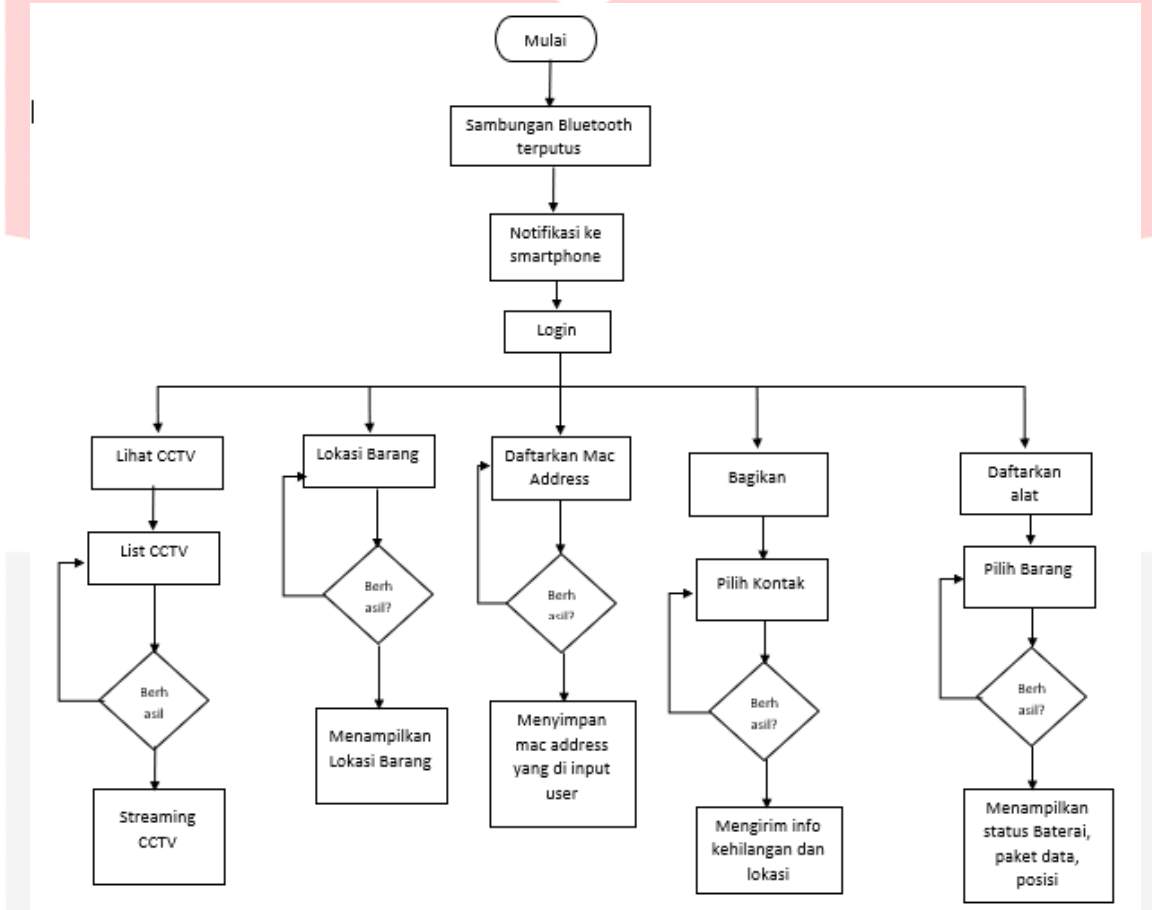 Mulai
Sambungan Bluetooth
terputus
Notifikasi ke
smartphone
Login
Lihat CCTV
Lokasi Barang
Daftarkan Mac
Address
Bagikan
Daftarkan
alat
List CCTV
Berh
asil?
Berh
asil?
Pilih Kontak
Pilih Barang
Berh
asil
Berh
asil?
Berh
asil?
Menampilkan
Lokasi Barang
Menyimpan
mac address
yang di input
user
Streaming
CCTV
Mengirim info
kehilangan dan
lokasi
Menampilkan
status Baterai,
paket data,
posisi